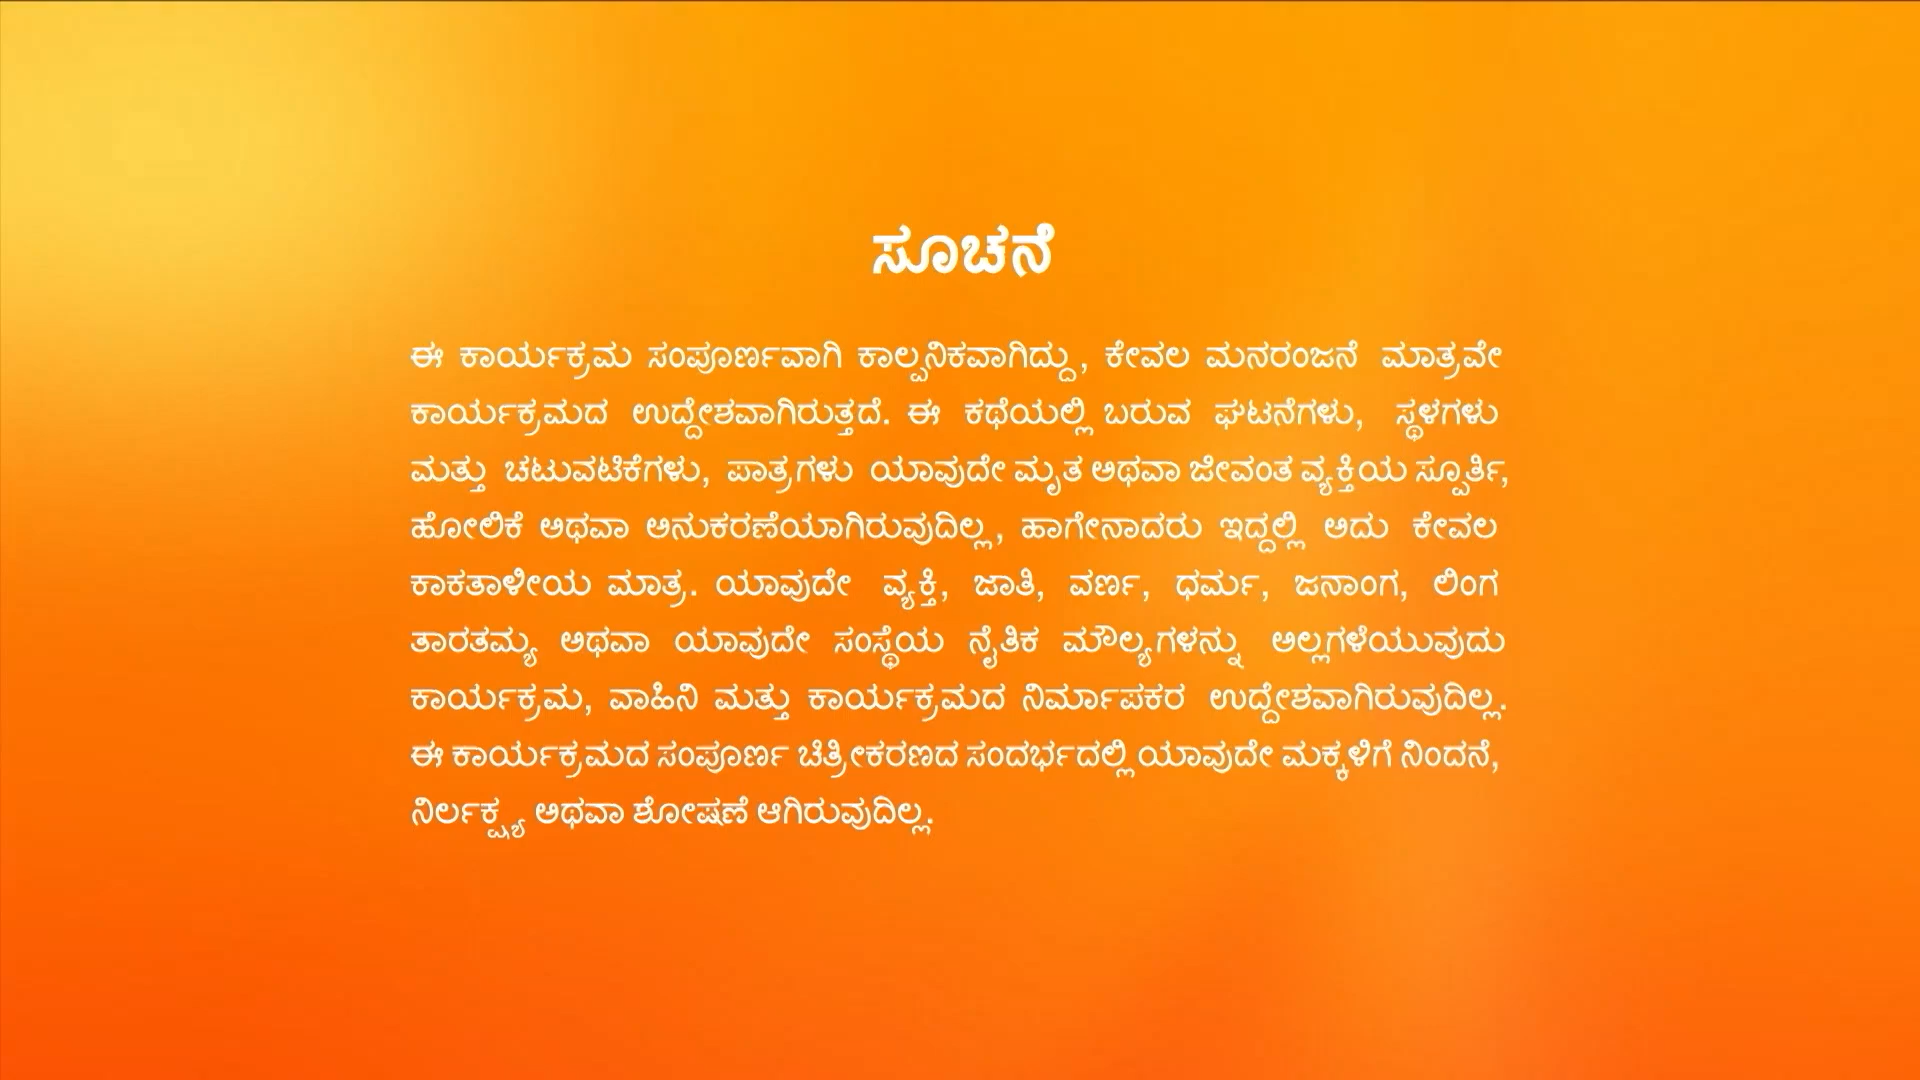 ಸೂಚನೆ
ಈ ಕಾರ್ಯಕ್ರಮ ಸಂಪೂರ್ಣವಾಗಿ ಕಾಲ್ಪನಿಕವಾಗಿದ್ದು, ಕೇವಲ ಮನರಂಜನೆ ಮಾತ್ರವೇ
ಕಾರ್ಯಕ್ರಮದ ಉದ್ದೇಶವಾಗಿರುತ್ತದೆ. ಈ ಕಥೆಯಲ್ಲಿ ಬರುವ ಘಟನೆಗಳು, ಸ್ಥಳಗಳು
ಮತ್ತು ಚಟುವಟಿಕೆಗಳು, ಪಾತ್ರಗಳು ಯಾವುದೇ ಮೃತ ಅಥವಾ ಜೀವಂತ ವ್ಯಕ್ತಿಯ ಸ್ಪೂರ್ತಿ,
ಹೋಲಿಕೆ ಅಥವಾ ಅನುಕರಣೆಯಾಗಿರುವುದಿಲ್ಲ, ಹಾಗೇನಾದರು ಇದ್ದಲ್ಲಿ ಅದು ಕೇವಲ
ಕಾಕತಾಳೀಯ ಮಾತ್ರ. ಯಾವುದೇ ವ್ಯಕ್ತಿ, ಜಾತಿ, ವರ್ಣ, ಧರ್ಮ, ಜನಾಂಗ, ಲಿಂಗ
ತಾರತಮ್ಯ ಅಥವಾ ಯಾವುದೇ ಸಂಸ್ಥೆಯ ನೈತಿಕ ಮೌಲ್ಯಗಳನ್ನು ಅಲ್ಲಗಳೆಯುವುದು
ಕಾರ್ಯಕ್ರಮ, ವಾಹಿನಿ ಮತ್ತು ಕಾರ್ಯಕ್ರಮದ ನಿರ್ಮಾಪಕರ ಉದ್ದೇಶವಾಗಿರುವುದಿಲ್ಲ.
ಈ ಕಾರ್ಯಕ್ರಮದ ಸಂಪೂರ್ಣ ಚಿತ್ರೀಕರಣದ ಸಂದರ್ಭದಲ್ಲಿ ಯಾವುದೇ ಮಕ್ಕಳಿಗೆ ನಿಂದನೆ,
ನಿರ್ಲಕ್ಷ್ಯ ಅಥವಾ ಶೋಷಣೆ ಆಗಿರುವುದಿಲ್ಲ.